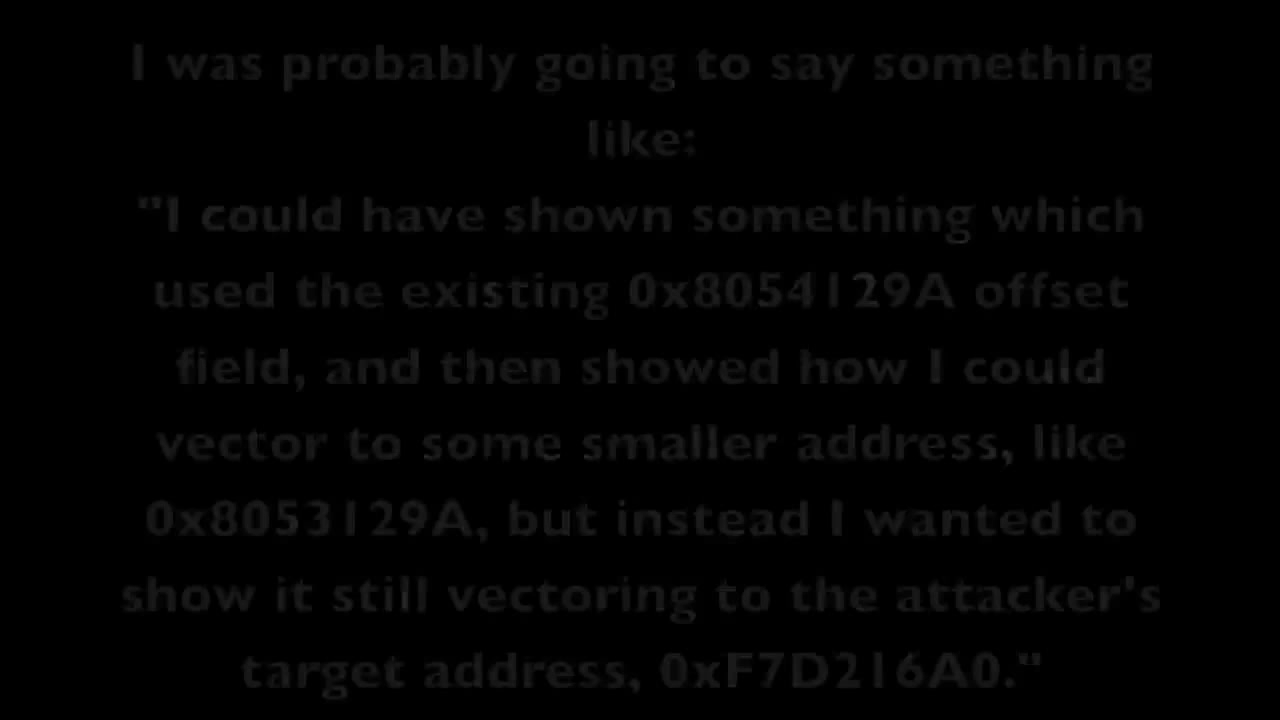 I was probably going to say something
like:
"I could have shown something which
used the existing 0x8054129A offset
field, and then showed how I could
vector to some smaller address, like
0x8053129A, but instead I wanted to
show it still vectoring to the attacker's
target address, 0xF7D216A0."